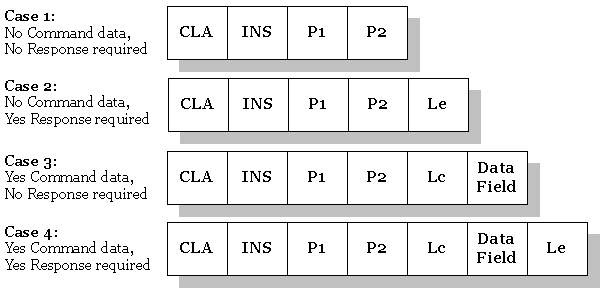 Case 1:
No Command data,
No Response required
CLA INS P1 P2
Case 2:
No Command data,
Yes Response required
CLA INS P1 P2 Le
Case 3:
Yes Command data,
No Response required
CLA INS P1 P2 Lc Data Field
Case 4:
Yes Command data,
Yes Response required
CLA INS P1 P2 Lc Data Field Le